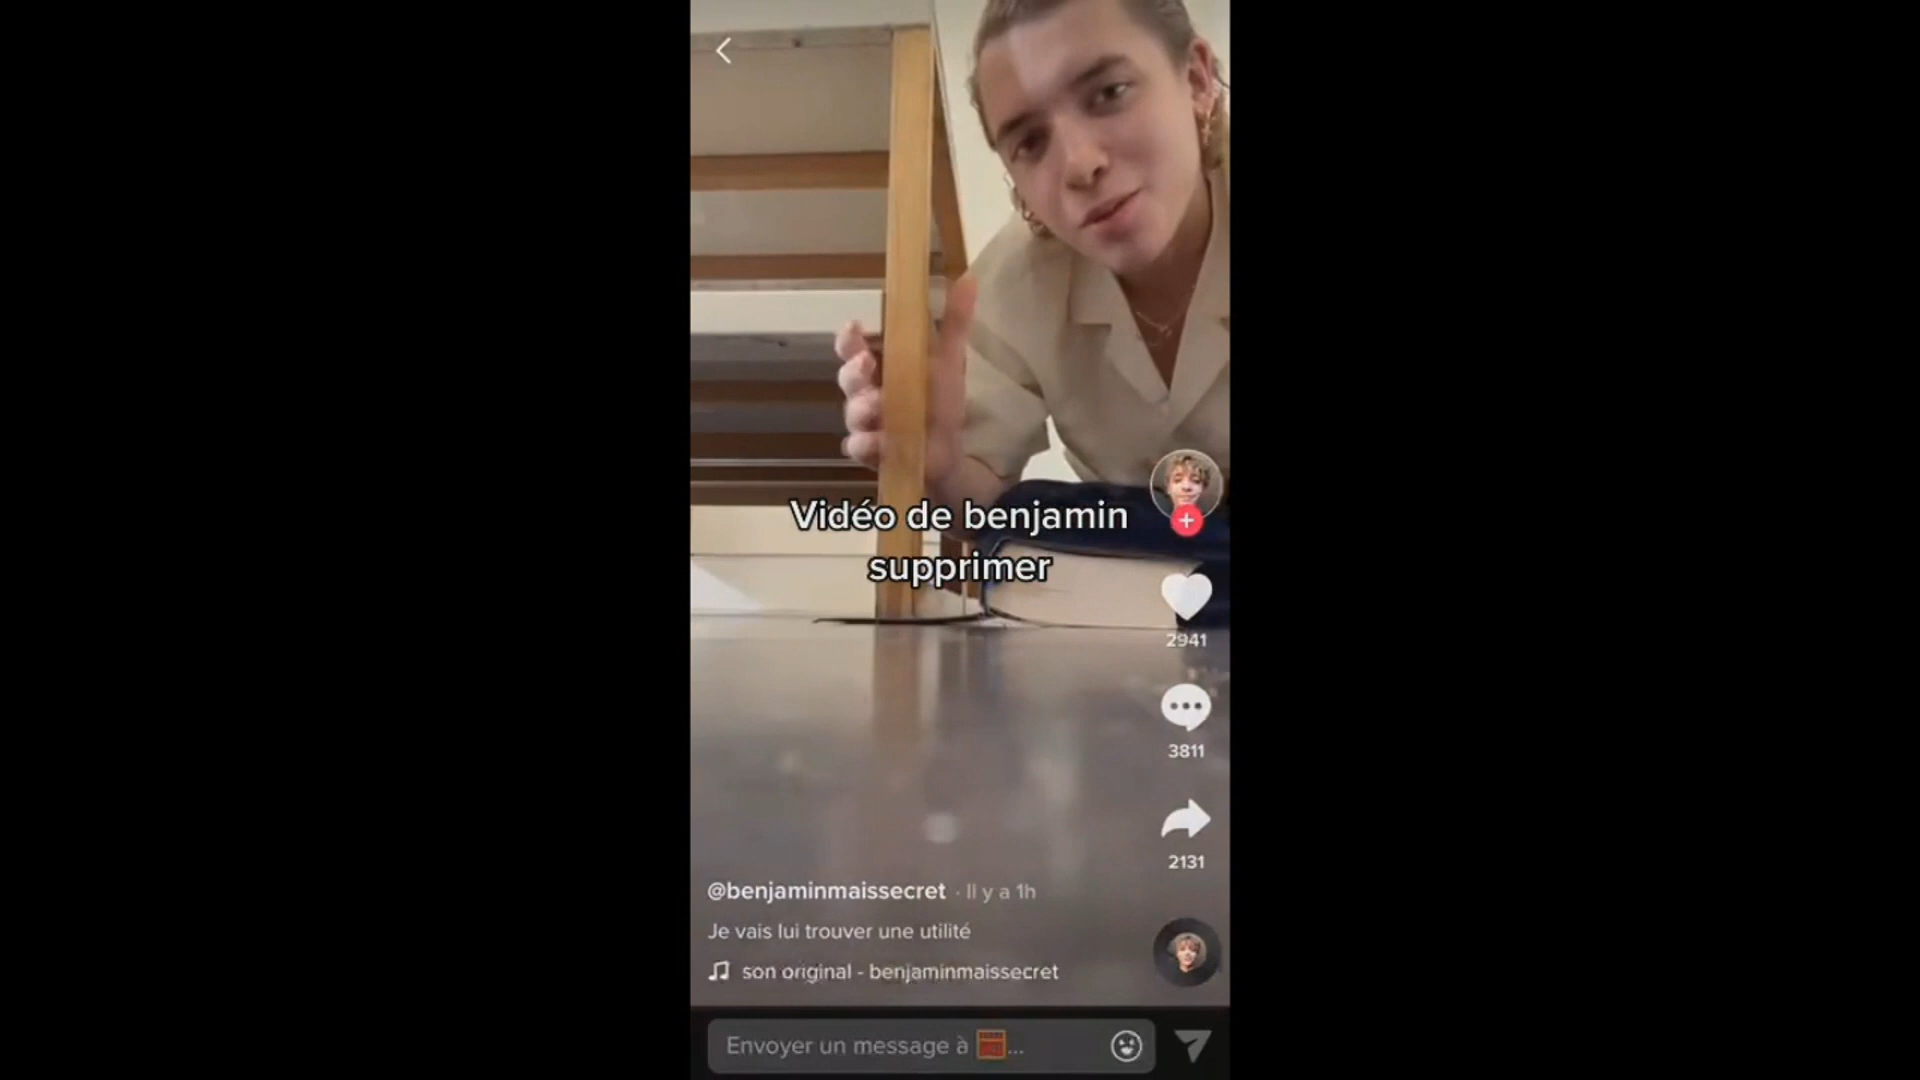 Vidéo de benjamin
supprimer
2941
3811
2131
@benjaminmaissecret · Il y a 1h
Je vais lui trouver une utilité
son original - benjaminmaissecret
Envoyer un message à ...